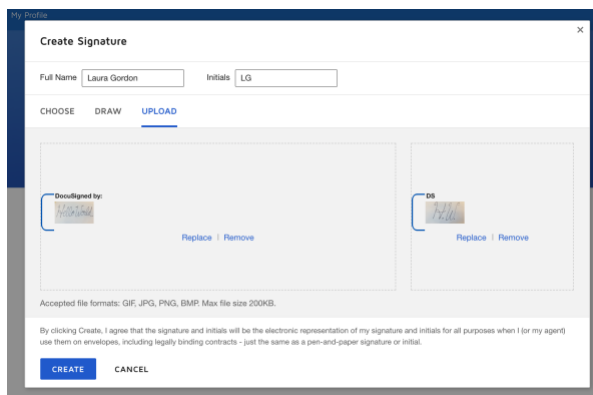 My Profile
×
Create Signature
Full Name Laura Gordon Initials LG
CHOOSE DRAW UPLOAD
DocuSigned by:
DS
Replace | Remove
Replace | Remove
Accepted file formats: GIF, JPG, PNG, BMP. Max file size 200KB.
By clicking Create, I agree that the signature and initials will be the electronic representation of my signature and initials for all purposes when I (or my agent)
use them on envelopes, including legally binding contracts - just the same as a pen-and-paper signature or initial.
CREATE CANCEL